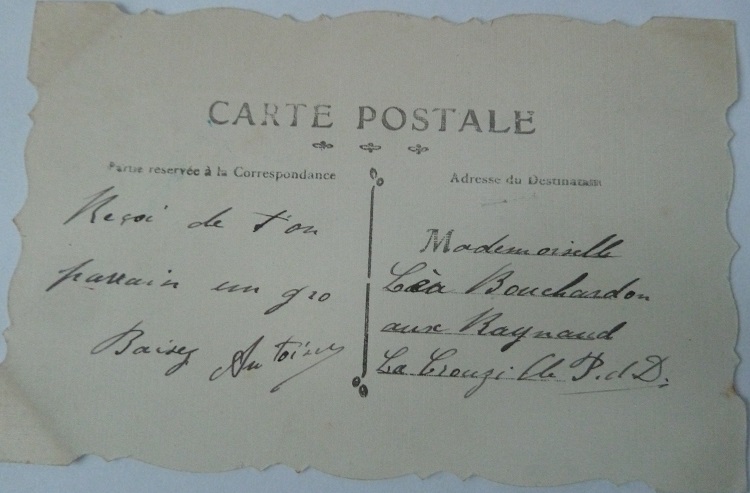 CARTE POSTALE
Partie reservée à la Correspondance
Adresse du Destinataire
Reçoi de t'on
parrain un gro
Baisez Antoine
Mademoiselle
Léa Bouchardon
aux Raynaud
La Crouzille P. d D.